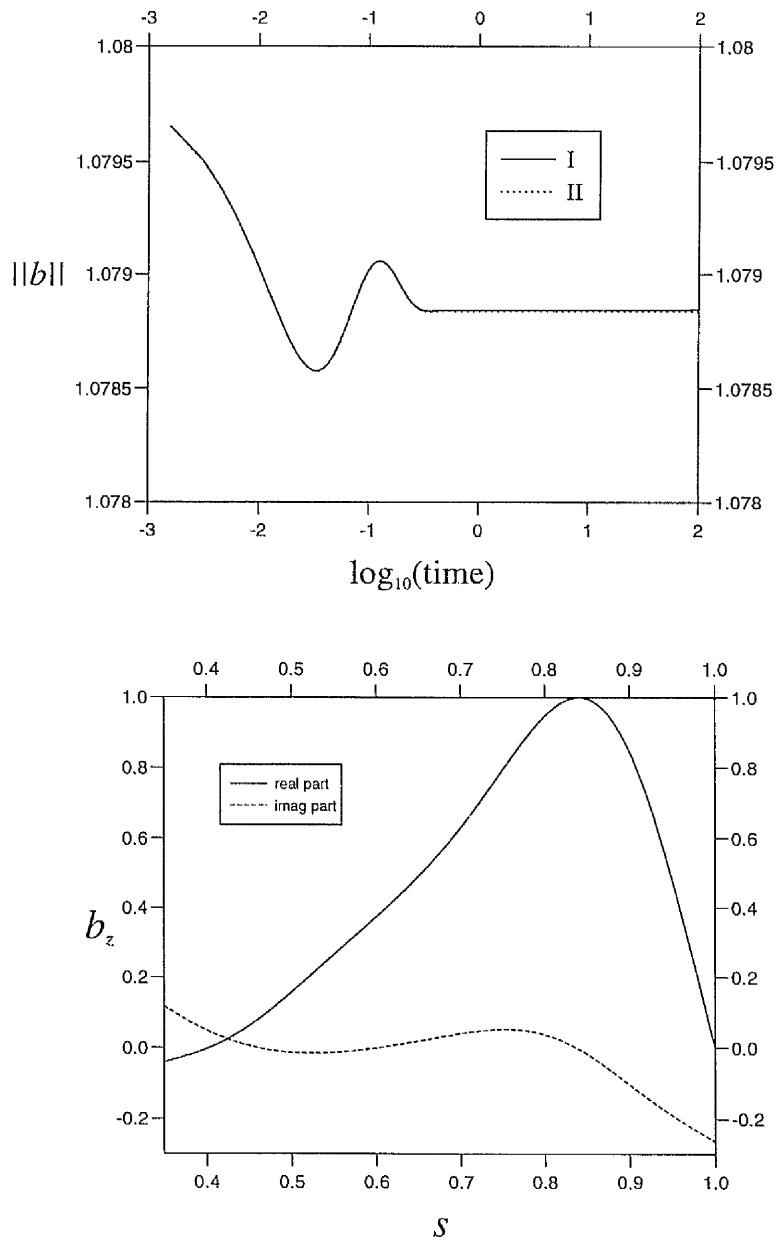 -3 -2 -1 0 1 2
1.08 1.08
1.0795 1.0795
I
II
||b|| 1.079 1.079
1.0785 1.0785
1.078 1.078
-3 -2 -1 0 1 2
log₁₀(time)
0.4 0.5 0.6 0.7 0.8 0.9 1.0
1.0 1.0
0.8 0.8
real part
imag part
0.6 0.6
0.4 0.4
b_z
0.2 0.2
0.0 0.0
-0.2 -0.2
0.4 0.5 0.6 0.7 0.8 0.9 1.0
s